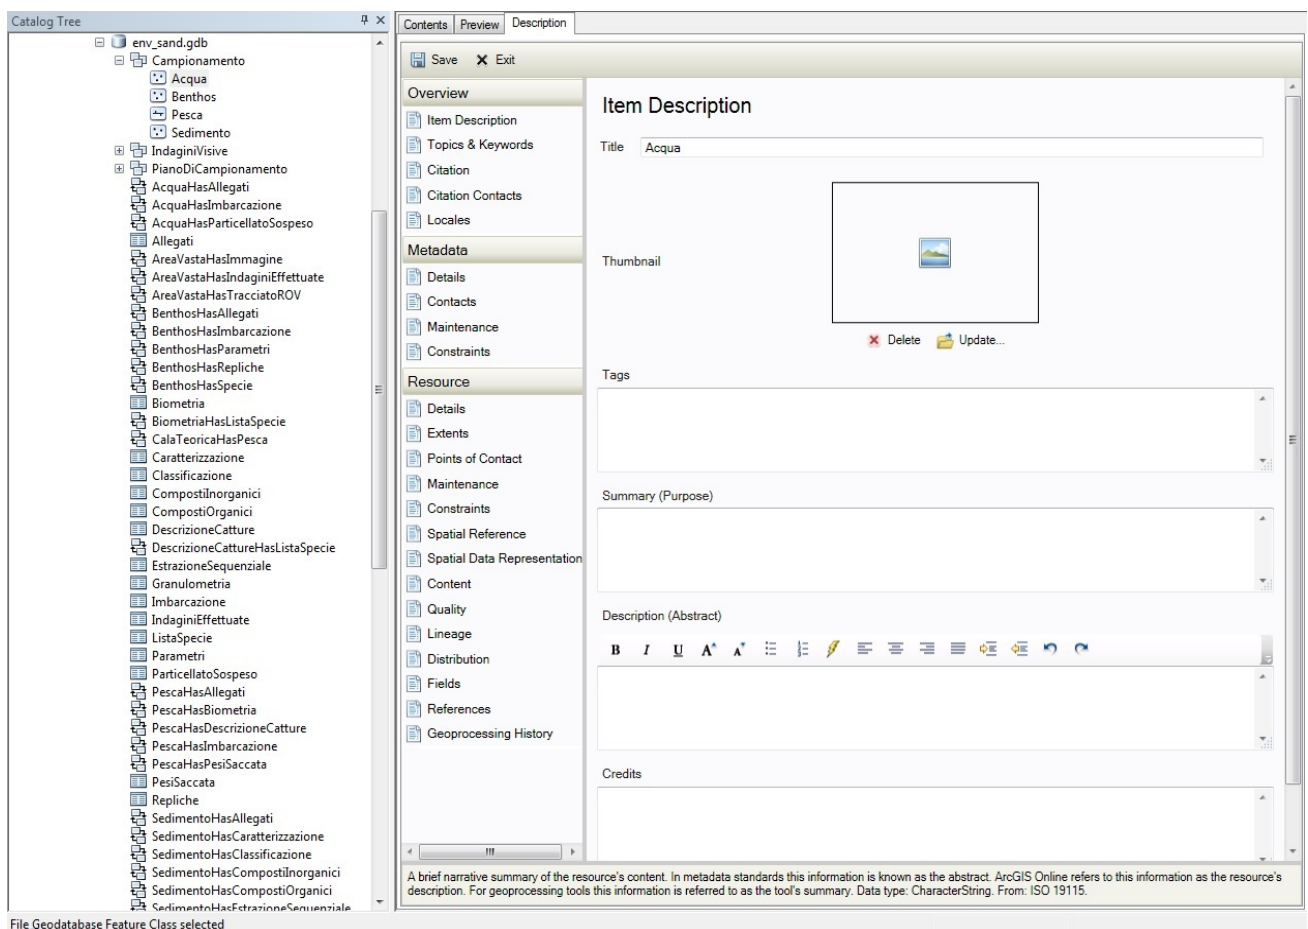 Catalog Tree
env_sand.gdb
Campionamento
Acqua
Benthos
Pesca
Sedimento
IndaginiVisive
PianoDiCampionamento
AcquaHasAllegati
AcquaHasImbarcazione
AcquaHasParticellatoSospeso
Allegati
AreaVastaHasImmagine
AreaVastaHasIndaginiEffettuate
AreaVastaHasTracciatoROV
BenthosHasAllegati
BenthosHasImbarcazione
BenthosHasParametri
BenthosHasRepliche
BenthosHasSpecie
Biometria
BiometriaHasListaSpecie
CalaTeoricaHasPesca
Caratterizzazione
Classificazione
CompostiInorganici
CompostiOrganici
DescrizioneCatture
DescrizioneCattureHasListaSpecie
EstrazioneSequenziale
Granulometria
Imbarcazione
IndaginiEffettuate
ListaSpecie
Parametri
ParticellatoSospeso
PescaHasAllegati
PescaHasBiometria
PescaHasDescrizioneCatture
PescaHasImbarcazione
PescaHasPesiSaccata
PesiSaccata
Repliche
SedimentoHasAllegati
SedimentoHasCaratterizzazione
SedimentoHasClassificazione
SedimentoHasCompostiInorganici
SedimentoHasCompostiOrganici
SedimentoHasEstrazioneSequenziale
File Geodatabase Feature Class selected
Contents Preview Description
Save Exit
Overview
Item Description
Topics & Keywords
Citation
Citation Contacts
Locales
Metadata
Details
Contacts
Maintenance
Constraints
Resource
Details
Extents
Points of Contact
Maintenance
Constraints
Spatial Reference
Spatial Data Representation
Content
Quality
Lineage
Distribution
Fields
References
Geoprocessing History
Item Description
Title Acqua
Thumbnail
Delete Update...
Tags
Summary (Purpose)
Description (Abstract)
B I U A A
Credits
A brief narrative summary of the resource's content. In metadata standards this information is known as the abstract. ArcGIS Online refers to this information as the resource's
description. For geoprocessing tools this information is referred to as the tool's summary. Data type: CharacterString. From: ISO 19115.